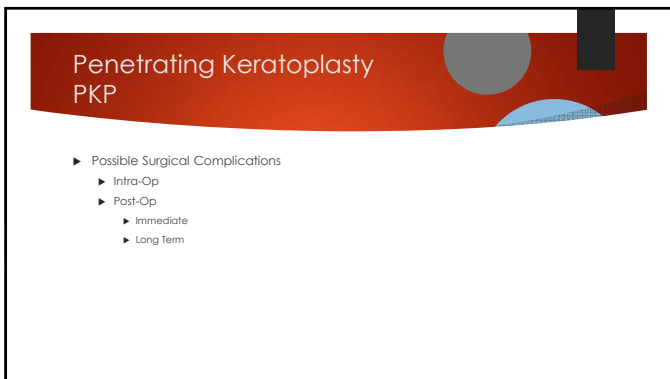 Penetrating Keratoplasty
PKP
Possible Surgical Complications
Intra-Op
Post-Op
Immediate
Long Term